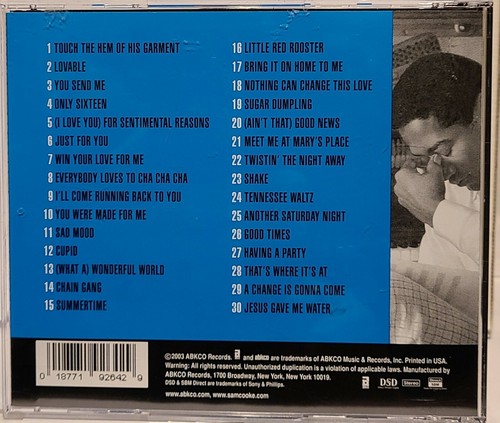 1 TOUCH THE HEM OF HIS GARMENT
2 LOVABLE
3 YOU SEND ME
4 ONLY SIXTEEN
5 (I LOVE YOU) FOR SENTIMENTAL REASONS
6 JUST FOR YOU
7 WIN YOUR LOVE FOR ME
8 EVERYBODY LOVES TO CHA CHA CHA
9 I'LL COME RUNNING BACK TO YOU
10 YOU WERE MADE FOR ME
11 SAD MOOD
12 CUPID
13 (WHAT A) WONDERFUL WORLD
14 CHAIN GANG
15 SUMMERTIME
16 LITTLE RED ROOSTER
17 BRING IT ON HOME TO ME
18 NOTHING CAN CHANGE THIS LOVE
19 SUGAR DUMPLING
20 (AIN'T THAT) GOOD NEWS
21 MEET ME AT MARY'S PLACE
22 TWISTIN' THE NIGHT AWAY
23 SHAKE
24 TENNESSEE WALTZ
25 ANOTHER SATURDAY NIGHT
26 GOOD TIMES
27 HAVING A PARTY
28 THAT'S WHERE IT'S AT
29 A CHANGE IS GONNA COME
30 JESUS GAVE ME WATER
0 18771 92642 9
©2003 ABKCO Records. and abkco are trademarks of ABKCO Music & Records, Inc. Printed in USA.
Warning: All rights reserved. Unauthorized duplication is a violation of applicable laws. Manufactured by
ABKCO Records, 1700 Broadway, New York, New York 10019.
DSD & SBM Direct are trademarks of Sony & Phillips.
www.abkco.com, www.samcooke.com
DSD Stereo